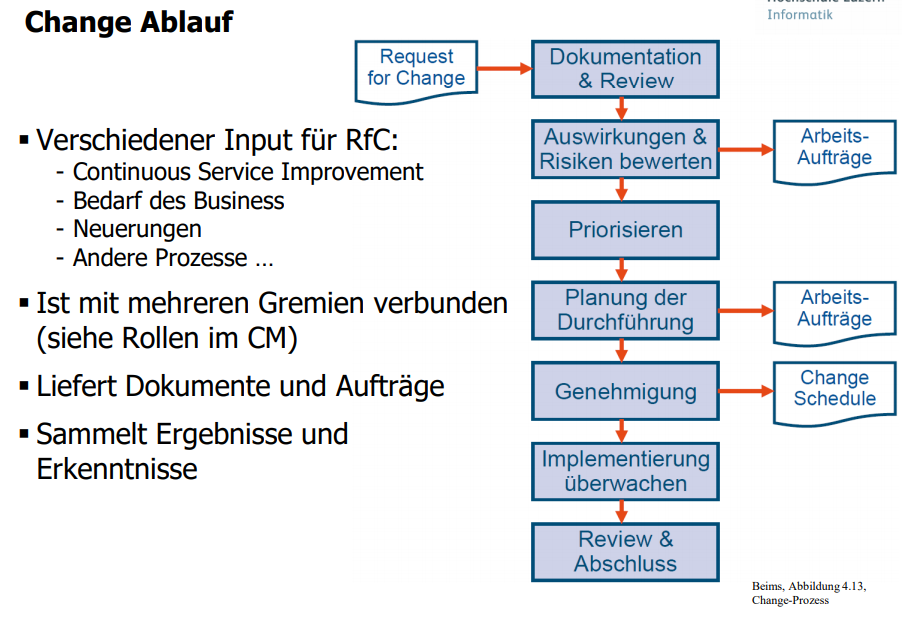 Change Ablauf
Informatik
▪ Verschiedener Input für RfC:
- Continuous Service Improvement
- Bedarf des Business
- Neuerungen
- Andere Prozesse …
▪ Ist mit mehreren Gremien verbunden
(siehe Rollen im CM)
▪ Liefert Dokumente und Aufträge
▪ Sammelt Ergebnisse und
Erkenntnisse
Request
for Change
Dokumentation
& Review
Auswirkungen &
Risiken bewerten
Arbeits-
Aufträge
Priorisieren
Planung der
Durchführung
Arbeits-
Aufträge
Genehmigung
Change
Schedule
Implementierung
überwachen
Review &
Abschluss
Beims, Abbildung 4.13,
Change-Prozess